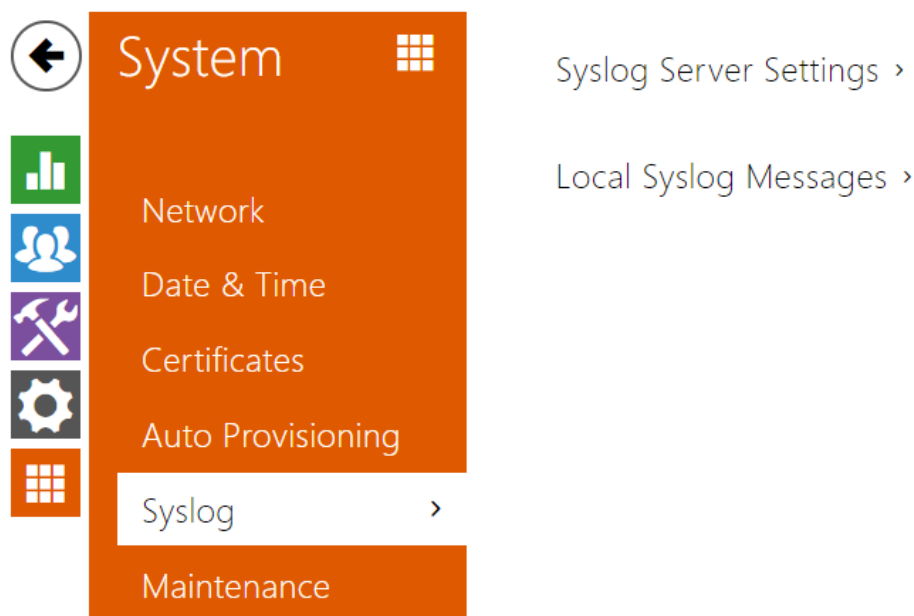 System
Network
Date & Time
Certificates
Auto Provisioning
Syslog
Maintenance
Syslog Server Settings
Local Syslog Messages